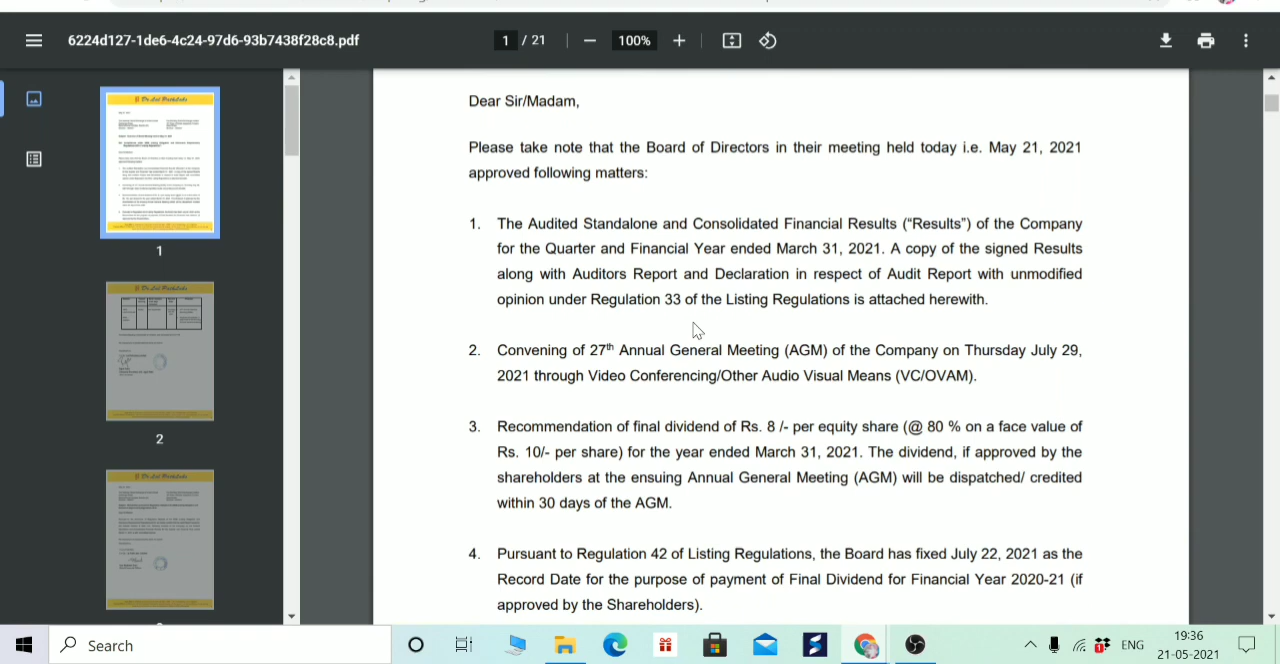 6224d127-1de6-4c24-97d6-93b7438f28c8.pdf
1 / 21
100%
Dr Lal PathLabs
1
Dr Lal PathLabs
2
Dr Lal PathLabs
Dear Sir/Madam,
Please take note that the Board of Directors in their meeting held today i.e. May 21, 2021
approved following matters:
1. The Audited Standalone and Consolidated Financial Results (“Results”) of the Company
for the Quarter and Financial Year ended March 31, 2021. A copy of the signed Results
along with Auditors Report and Declaration in respect of Audit Report with unmodified
opinion under Regulation 33 of the Listing Regulations is attached herewith.
2. Convening of 27th Annual General Meeting (AGM) of the Company on Thursday July 29,
2021 through Video Conferencing/Other Audio Visual Means (VC/OVAM).
3. Recommendation of final dividend of Rs. 8 /- per equity share (@ 80 % on a face value of
Rs. 10/- per share) for the year ended March 31, 2021. The dividend, if approved by the
shareholders at the ensuing Annual General Meeting (AGM) will be dispatched/ credited
within 30 days of the AGM.
4. Pursuant to Regulation 42 of Listing Regulations, the Board has fixed July 22, 2021 as the
Record Date for the purpose of payment of Final Dividend for Financial Year 2020-21 (if
approved by the Shareholders).
Search
ENG
19:36
21-05-2021